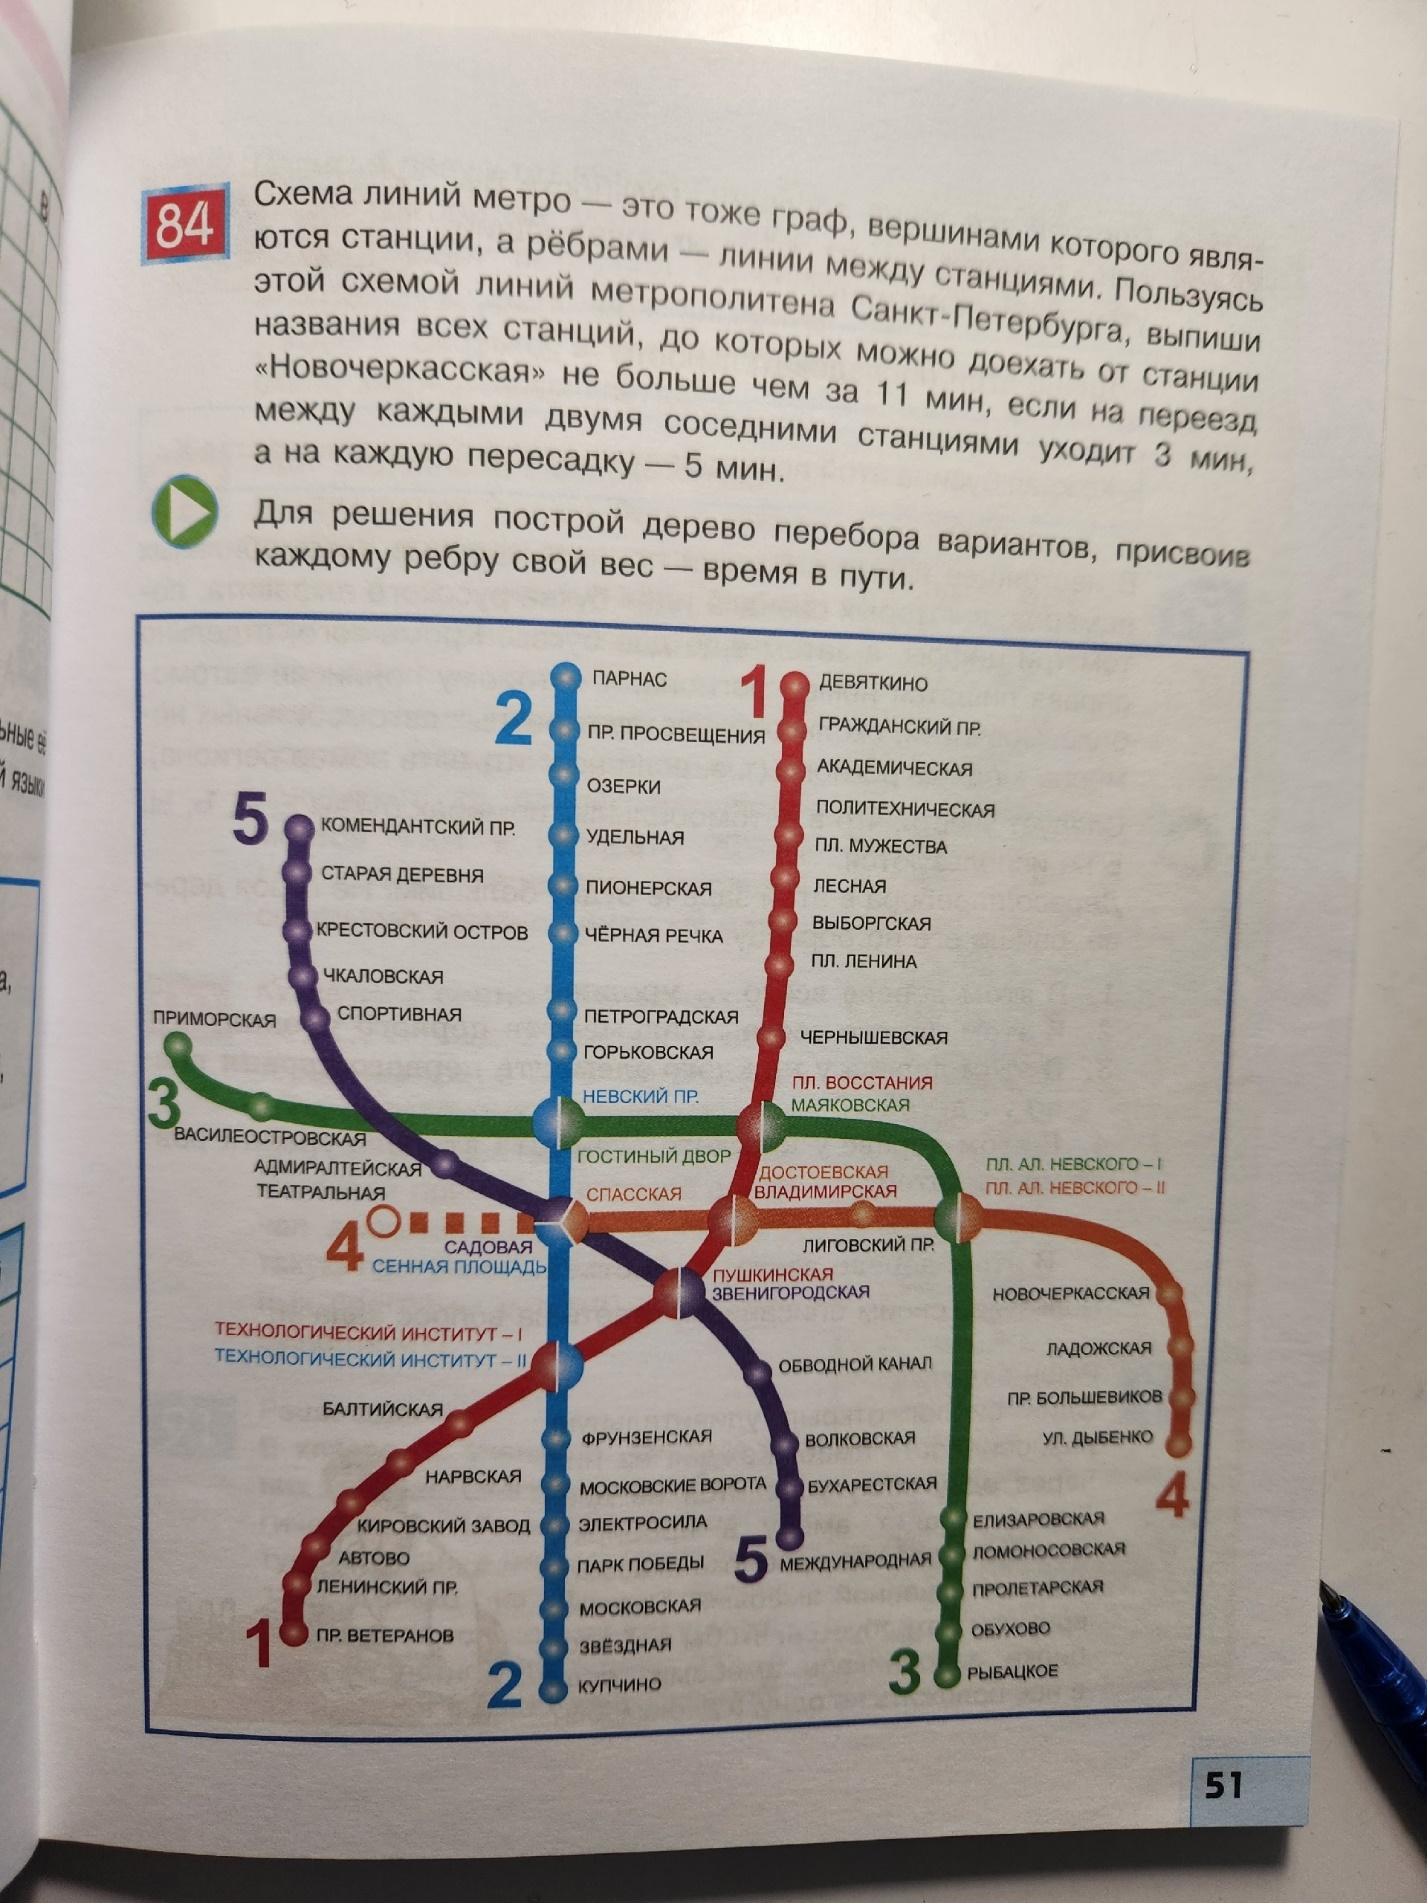 84
Схема линий метро — это тоже граф, вершинами которого явля-
ются станции, а рёбрами — линии между станциями. Пользуясь
этой схемой линий метрополитена Санкт-Петербурга, выпиши
названия всех станций, до которых можно доехать от станции
«Новочеркасская» не больше чем за 11 мин, если на переезд
между каждыми двумя соседними станциями уходит 3 мин,
а на каждую пересадку — 5 мин.
Для решения построй дерево перебора вариантов, присвоив
каждому ребру свой вес — время в пути.
2
ПАРНАС
ПР. ПРОСВЕЩЕНИЯ
ОЗЕРКИ
УДЕЛЬНАЯ
ПИОНЕРСКАЯ
ЧЁРНАЯ РЕЧКА
ПЕТРОГРАДСКАЯ
ГОРЬКОВСКАЯ
НЕВСКИЙ ПР.
ГОСТИНЫЙ ДВОР
1
ДЕВЯТКИНО
ГРАЖДАНСКИЙ ПР.
АКАДЕМИЧЕСКАЯ
ПОЛИТЕХНИЧЕСКАЯ
ПЛ. МУЖЕСТВА
ЛЕСНАЯ
ВЫБОРГСКАЯ
ПЛ. ЛЕНИНА
ЧЕРНЫШЕВСКАЯ
ПЛ. ВОССТАНИЯ
МАЯКОВСКАЯ
5
КОМЕНДАНТСКИЙ ПР.
СТАРАЯ ДЕРЕВНЯ
КРЕСТОВСКИЙ ОСТРОВ
ЧКАЛОВСКАЯ
СПОРТИВНАЯ
ПРИМОРСКАЯ
3
ВАСИЛЕОСТРОВСКАЯ
АДМИРАЛТЕЙСКАЯ
ТЕАТРАЛЬНАЯ
4
СПАССКАЯ
САДОВАЯ
СЕННАЯ ПЛОЩАДЬ
ДОСТОЕВСКАЯ
ВЛАДИМИРСКАЯ
ЛИГОВСКИЙ ПР.
ПЛ. АЛ. НЕВСКОГО – I
ПЛ. АЛ. НЕВСКОГО – II
ПУШКИНСКАЯ
ЗВЕНИГОРОДСКАЯ
НОВОЧЕРКАССКАЯ
ЛАДОЖСКАЯ
ПР. БОЛЬШЕВИКОВ
УЛ. ДЫБЕНКО
4
ТЕХНОЛОГИЧЕСКИЙ ИНСТИТУТ – I
ТЕХНОЛОГИЧЕСКИЙ ИНСТИТУТ – II
БАЛТИЙСКАЯ
НАРВСКАЯ
КИРОВСКИЙ ЗАВОД
АВТОВО
ЛЕНИНСКИЙ ПР.
ПР. ВЕТЕРАНОВ
1
ФРУНЗЕНСКАЯ
МОСКОВСКИЕ ВОРОТА
ЭЛЕКТРОСИЛА
ПАРК ПОБЕДЫ
МОСКОВСКАЯ
ЗВЁЗДНАЯ
КУПЧИНО
2
ОБВОДНОЙ КАНАЛ
ВОЛКОВСКАЯ
БУХАРЕСТСКАЯ
МЕЖДУНАРОДНАЯ
5
ЕЛИЗАРОВСКАЯ
ЛОМОНОСОВСКАЯ
ПРОЛЕТАРСКАЯ
ОБУХОВО
РЫБАЦКОЕ
3
51